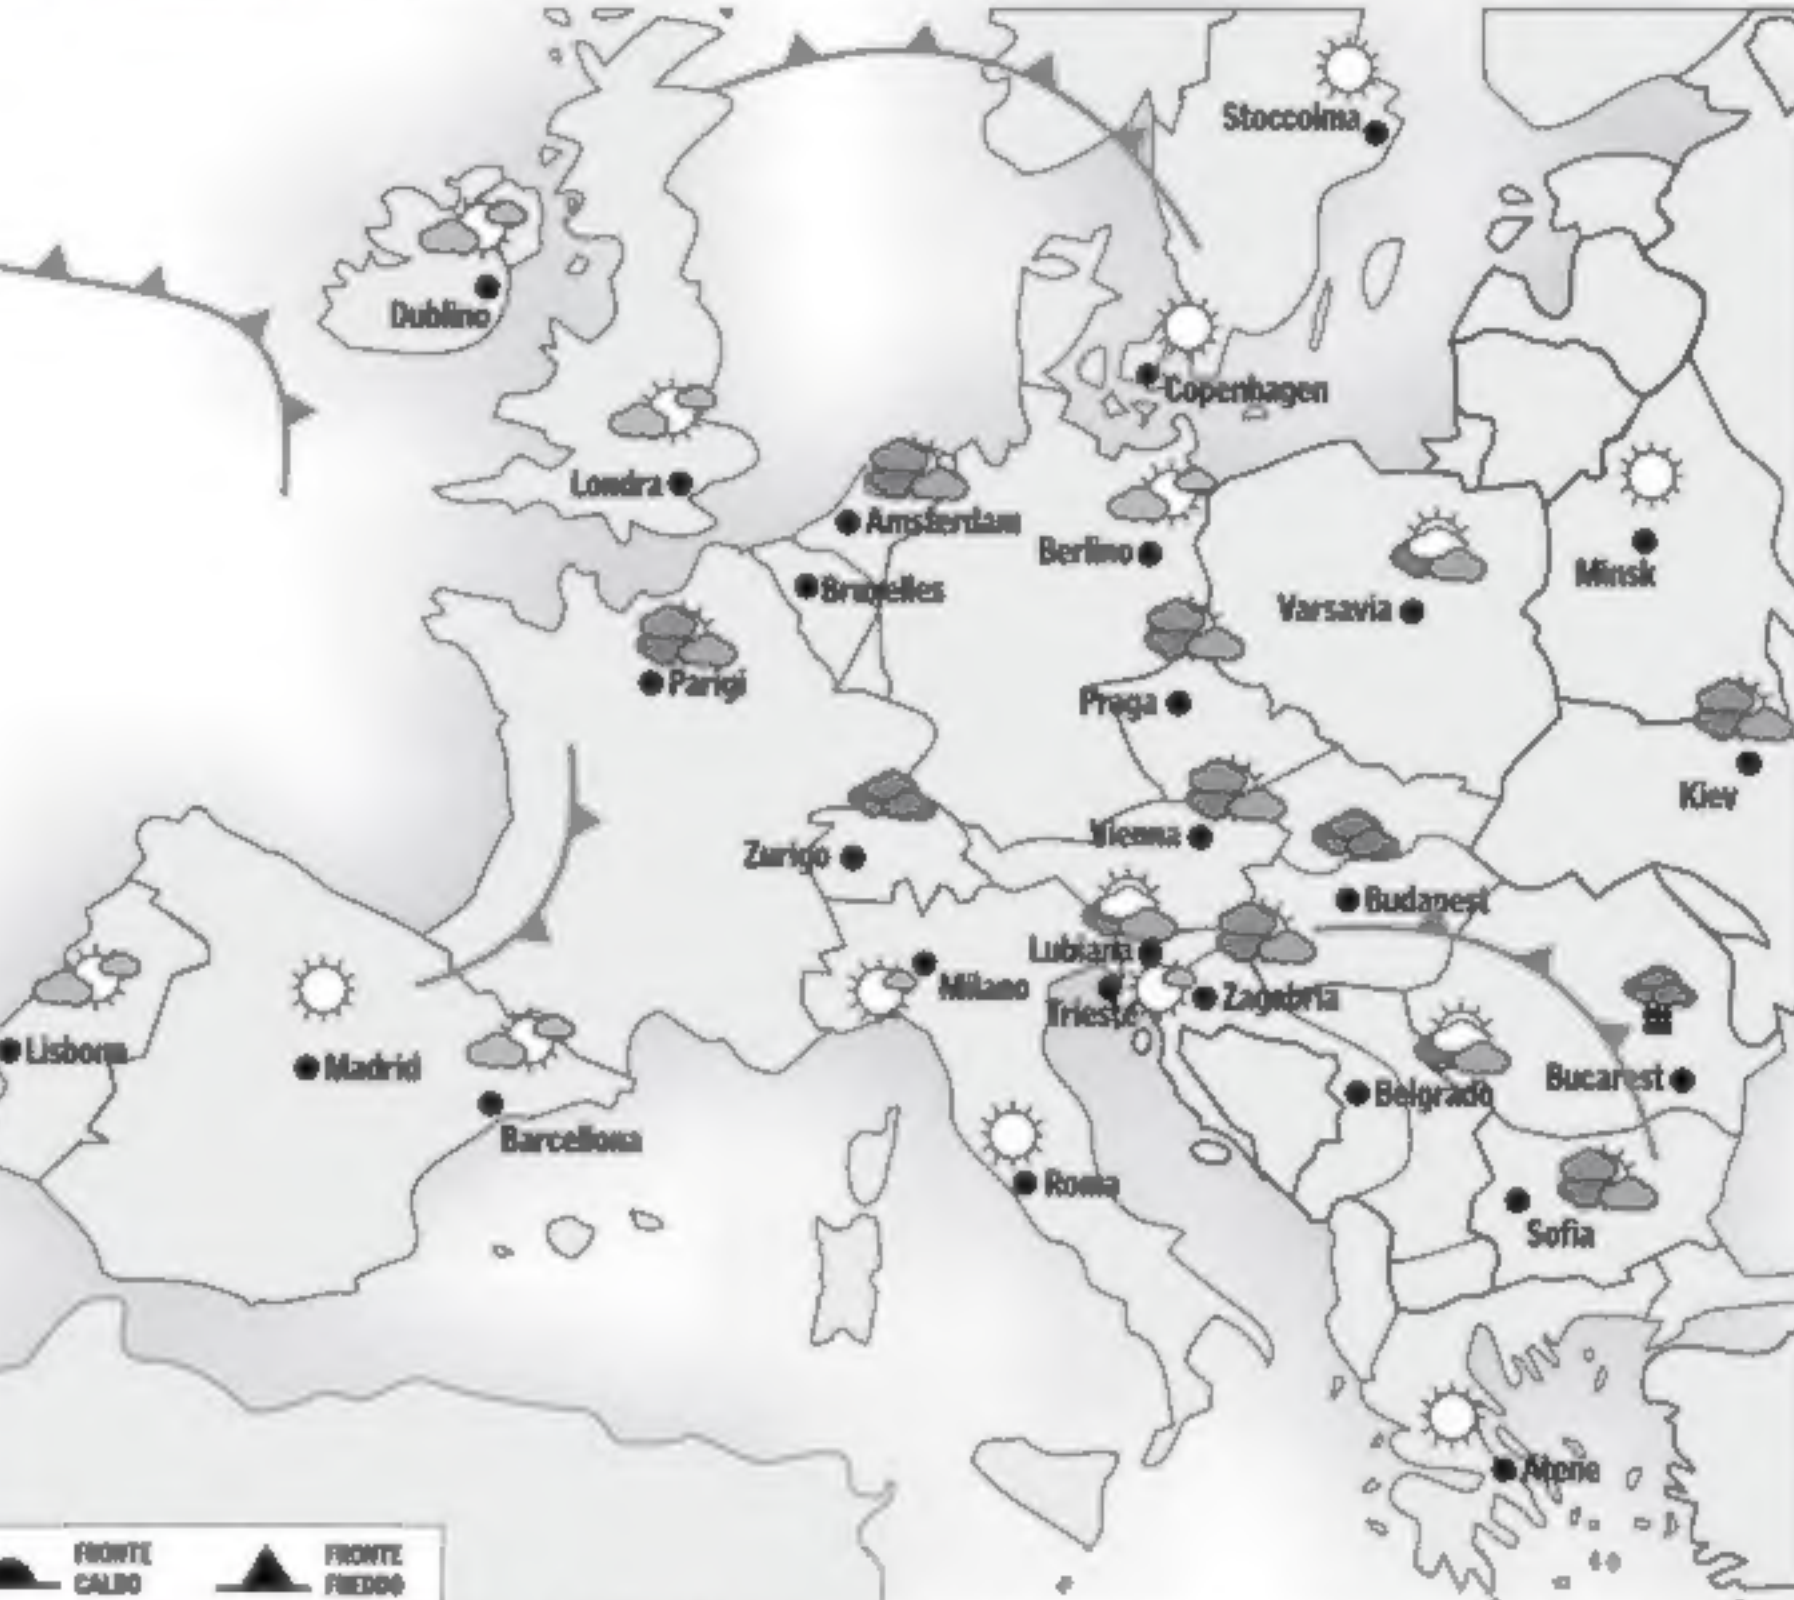 Stoccolma
Dublino
Copenhagen
Londra
Amsterdam
Berlino
Minsk
Bruxelles
Varsavia
Parigi
Praga
Kiev
Vienna
Zurigo
Budapest
Lubiana
Milano
Zagabria
Trieste
Lisbona
Madrid
Bucarest
Belgrado
Barcellona
Roma
Sofia
Atene
FRONTE
CALDO
FRONTE
FREDDO